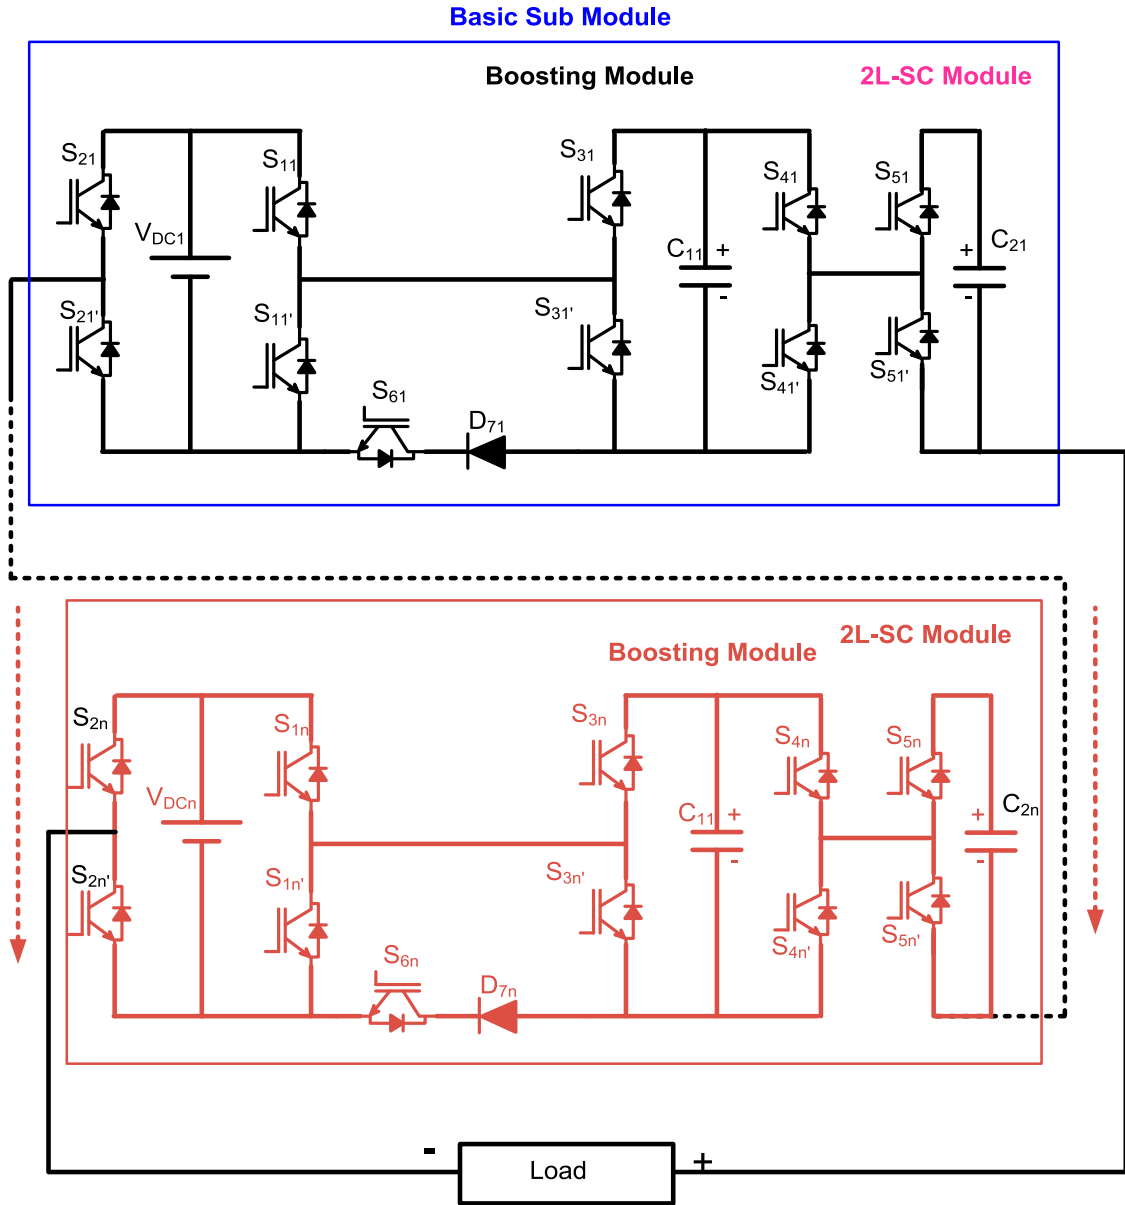 Basic Sub Module
Boosting Module
2L-SC Module
S21
S11
S31
S41
S51
VDC1
C11
+
-
+
-
C21
S21'
S11'
S31'
S41'
S51'
S61
D71
2L-SC Module
Boosting Module
S2n
S1n
S3n
S4n
S5n
VDCn
C11
+
-
+
-
C2n
S2n'
S1n'
S3n'
S4n'
S5n'
S6n
D7n
-
Load
+